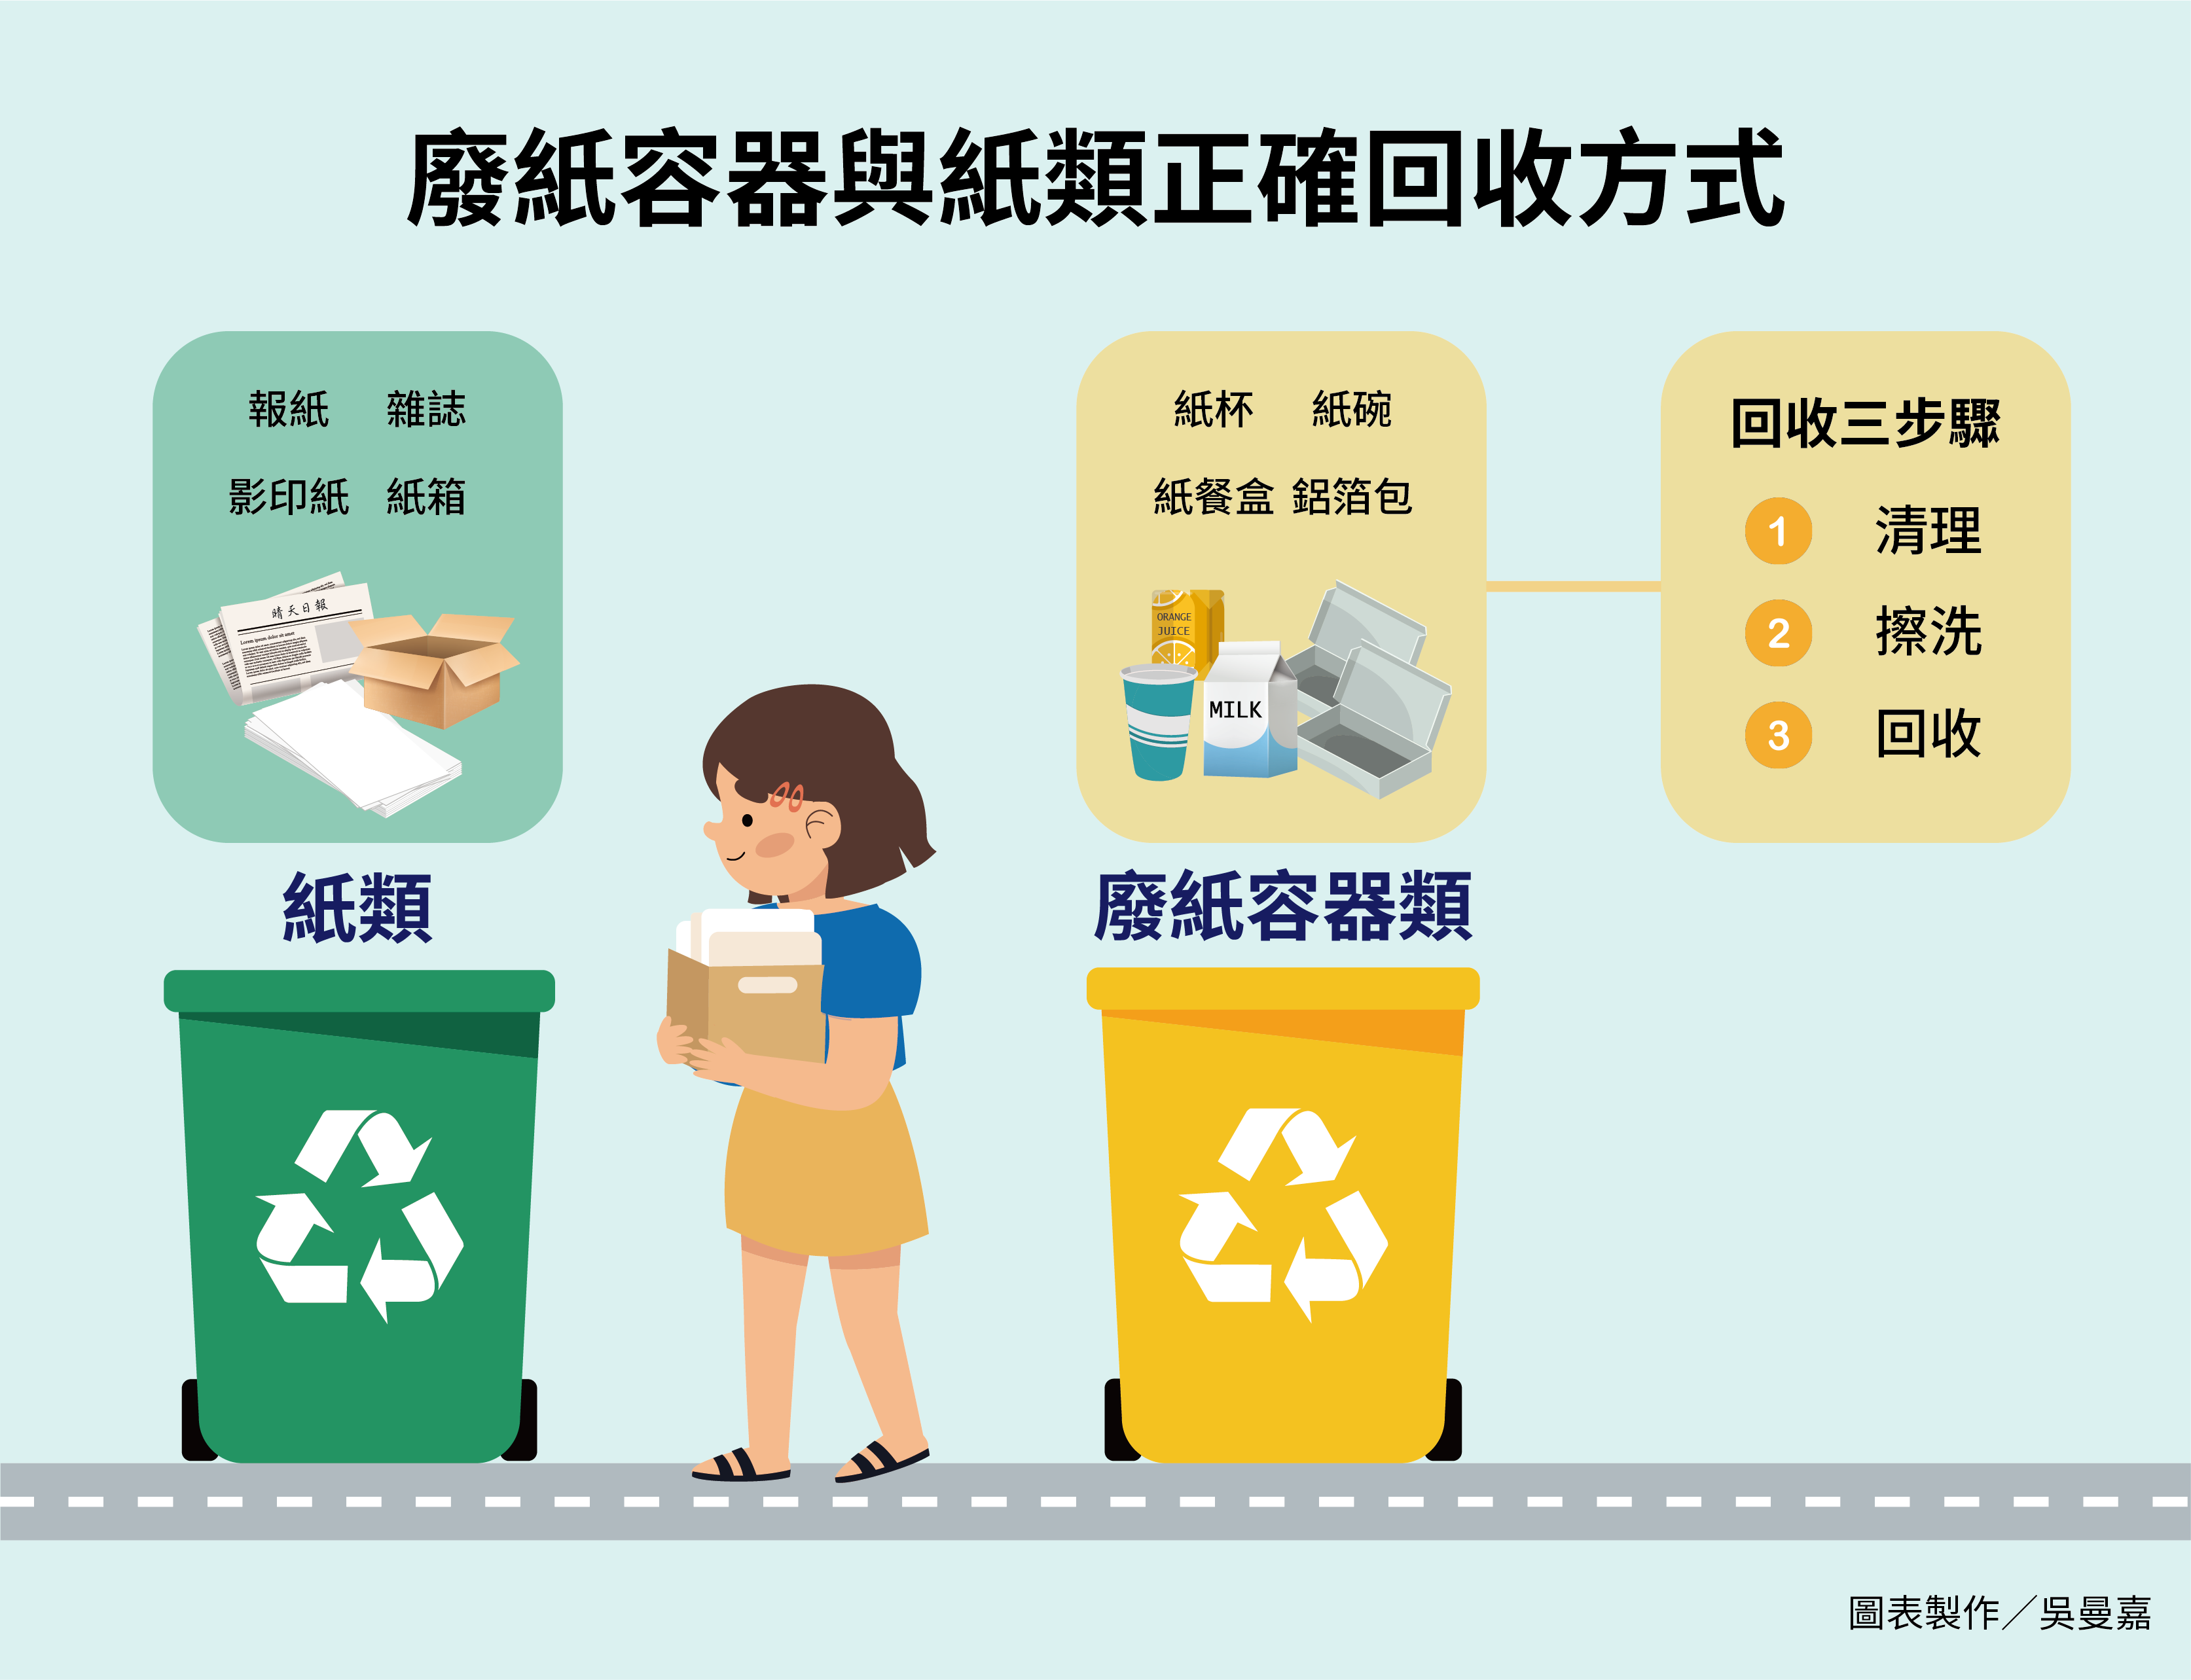 廢紙容器與紙類正確回收方式
報紙 雜誌
影印紙 紙箱
晴天日報
Lorem ipsum dolor sit amet
紙類
紙杯 紙碗
紙餐盒 鋁箔包
ORANGE
JUICE
MILK
廢紙容器類
回收三步驟
1 清理
2 擦洗
3 回收
圖表製作／吳曼嘉